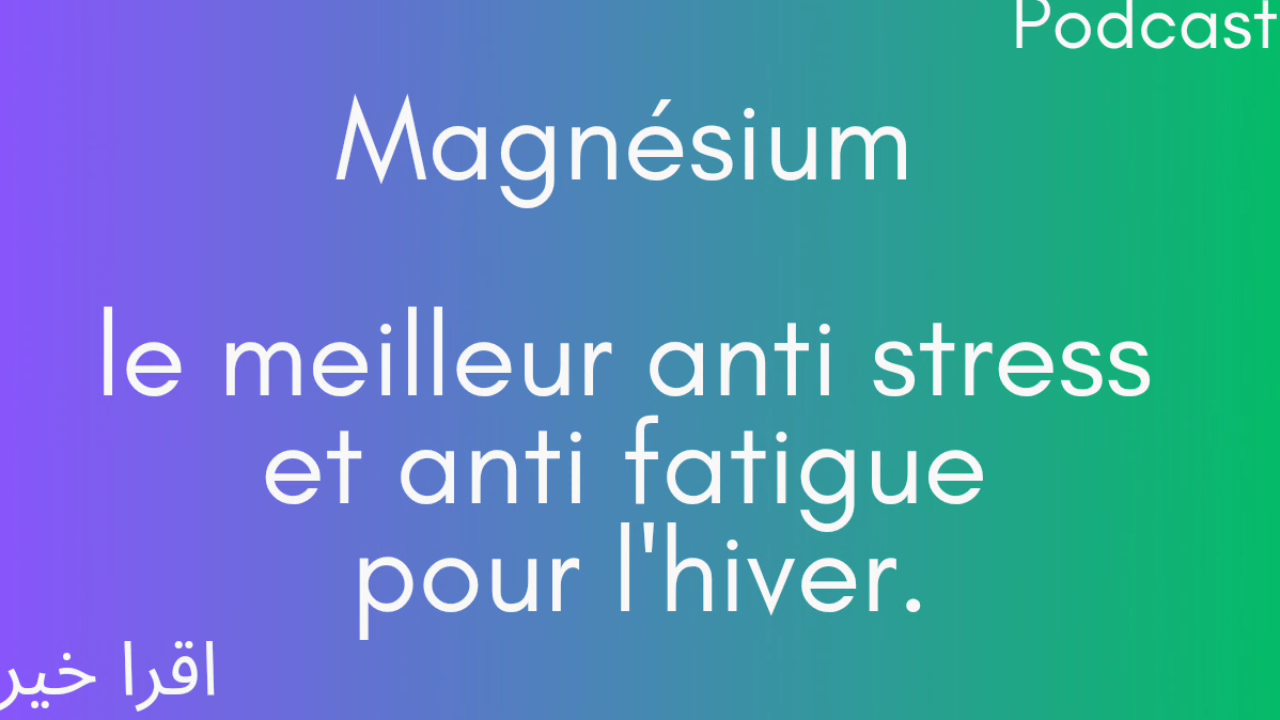 Podcast
Magnésium
le meilleur anti stress
et anti fatigue
pour l'hiver.
اقرا خير